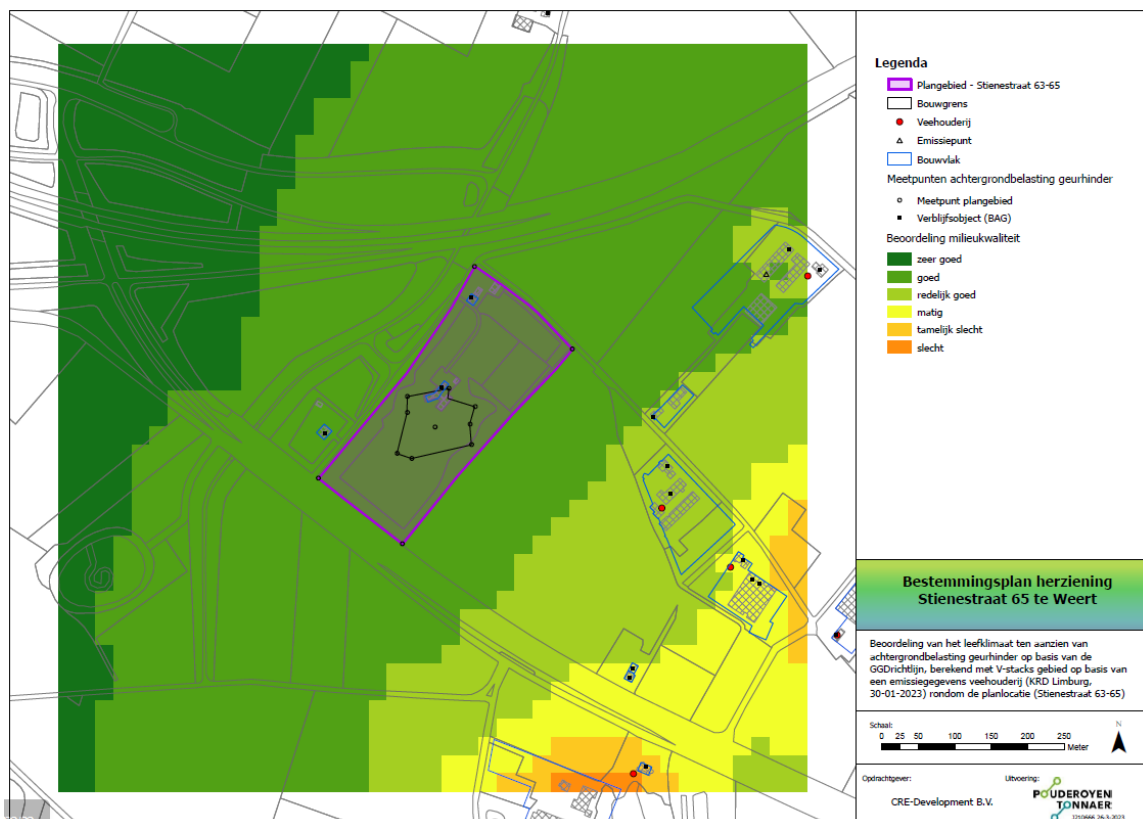 Legenda
Plangebied - Stienestraat 63-65
Bouwgrens
Veehouderij
Emissiepunt
Bouwvlak
Meetpunten achtergrondbelasting geurhinder
Meetpunt plangebied
Verblijfsobject (BAG)
Beoordeling milieukwaliteit
zeer goed
goed
redelijk goed
matig
tamelijk slecht
slecht
Bestemmingsplan herziening
Stienestraat 65 te Weert
Beoordeling van het leefklimaat ten aanzien van
achtergrondbelasting geurhinder op basis van de
GGDrichtlijn, berekend met V-stacks gebied op basis van
een emissiegegevens veehouderij (KRD Limburg,
30-01-2023) rondom de planlocatie (Stienestraat 63-65)
Schaal:
0 25 50 100 150 200 250
Meter
N
Opdrachtgever:
CRE-Development B.V.
Uitvoering:
POUDEROYEN
TONNAER